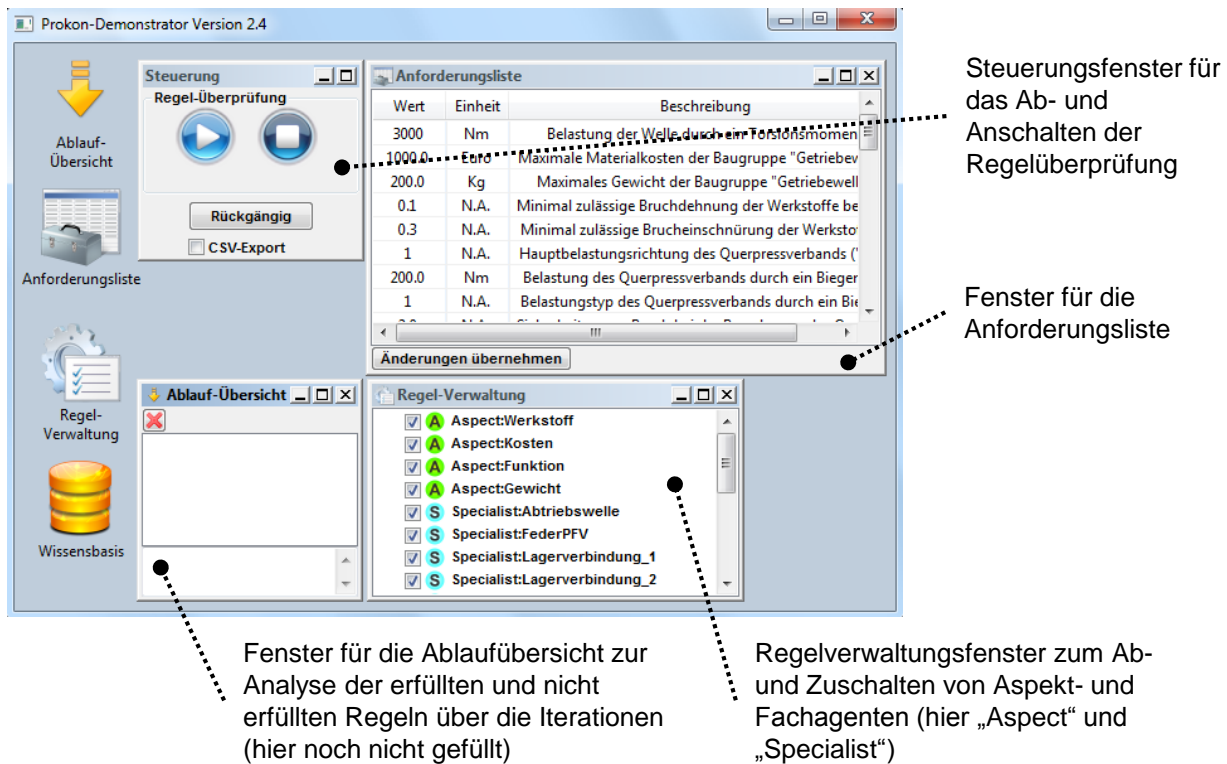 Prokon-Demonstrator Version 2.4
Ablauf-
Übersicht
Anforderungsliste
Regel-
Verwaltung
Wissensbasis
Steuerung
Regel-Überprüfung
Rückgängig
CSV-Export
Anforderungsliste
Wert Einheit Beschreibung
3000 Nm Belastung der Welle durch ein Torsionsmomen
1000.0 Euro Maximale Materialkosten der Baugruppe "Getriebew
200.0 Kg Maximales Gewicht der Baugruppe "Getriebewell
0.1 N.A. Minimal zulässige Bruchdehnung der Werkstoffe be
0.3 N.A. Minimal zulässige Brucheinschnürung der Werksto
1 N.A. Hauptbelastungsrichtung des Querpressverbands ("
200.0 Nm Belastung des Querpressverbands durch ein Bieger
1 N.A. Belastungstyp des Querpressverbands durch ein Bie
Änderungen übernehmen
Ablauf-Übersicht
Regel-Verwaltung
A Aspect:Werkstoff
A Aspect:Kosten
A Aspect:Funktion
A Aspect:Gewicht
S Specialist:Abtriebswelle
S Specialist:FederPFV
S Specialist:Lagerverbindung_1
S Specialist:Lagerverbindung_2
Steuerungsfenster für
das Ab- und
Anschalten der
Regelüberprüfung
Fenster für die
Anforderungsliste
Fenster für die Ablaufübersicht zur
Analyse der erfüllten und nicht
erfüllten Regeln über die Iterationen
(hier noch nicht gefüllt)
Regelverwaltungsfenster zum Ab-
und Zuschalten von Aspekt- und
Fachagenten (hier „Aspect“ und
„Specialist“)